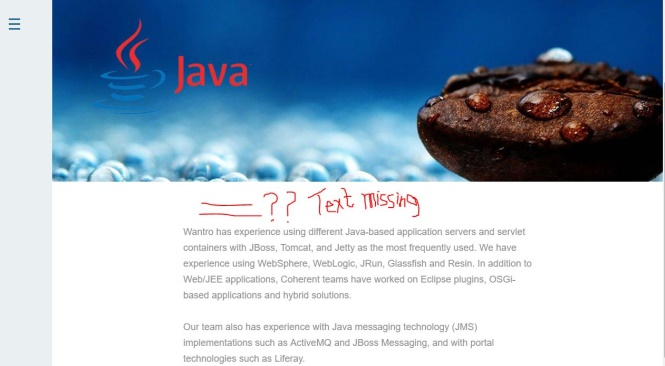 Java
?? Text missing
Wantro has experience using different Java-based application servers and servlet
containers with JBoss, Tomcat, and Jetty as the most frequently used. We have
experience using WebSphere, WebLogic, JRun, Glassfish and Resin. In addition to
Web/JEE applications, Coherent teams have worked on Eclipse plugins, OSGi-
based applications and hybrid solutions.
Our team also has experience with Java messaging technology (JMS)
implementations such as ActiveMQ and JBoss Messaging, and with portal
technologies such as Liferay.